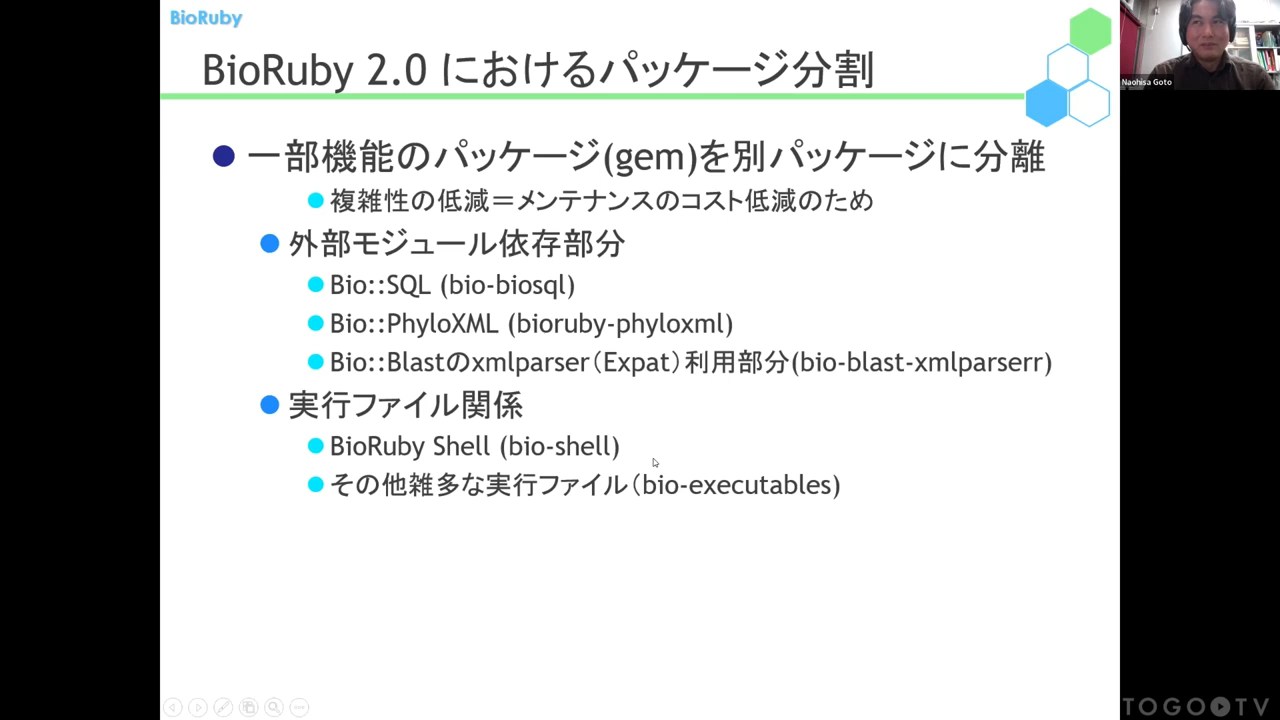 BioRuby
BioRuby 2.0 におけるパッケージ分割
Naohisa Goto
一部機能のパッケージ(gem)を別パッケージに分離
複雑性の低減＝メンテナンスのコスト低減のため
外部モジュール依存部分
Bio::SQL (bio-biosql)
Bio::PhyloXML (bioruby-phyloxml)
Bio::Blastのxmlparser（Expat）利用部分(bio-blast-xmlparserr)
実行ファイル関係
BioRuby Shell (bio-shell)
その他雑多な実行ファイル（bio-executables)
TOGOTV